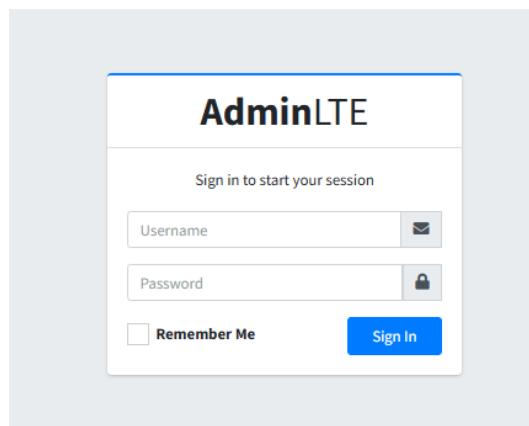 AdminLTE
Sign in to start your session
Username
Password
Remember Me
Sign In